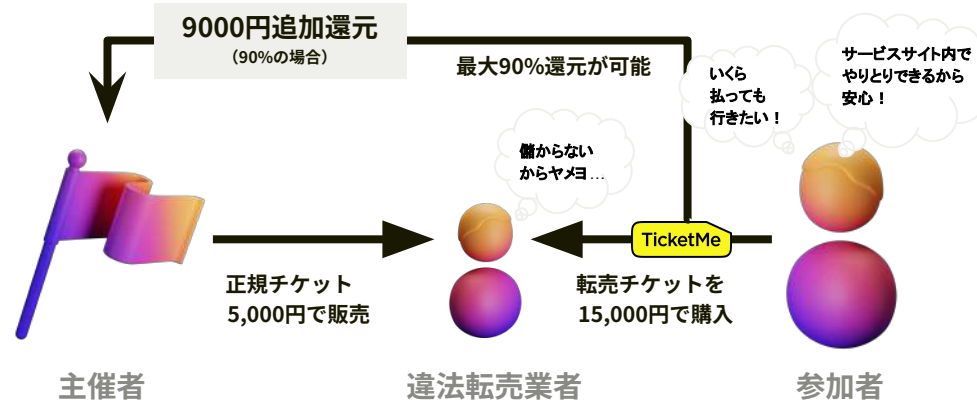 9000円追加還元
（90%の場合）
最大90%還元が可能
いくら
払っても
行きたい！
サービスサイト内で
やりとりできるから
安心！
儲からない
からヤメヨ…
TicketMe
正規チケット
5,000円で販売
転売チケットを
15,000円で購入
主催者
違法転売業者
参加者